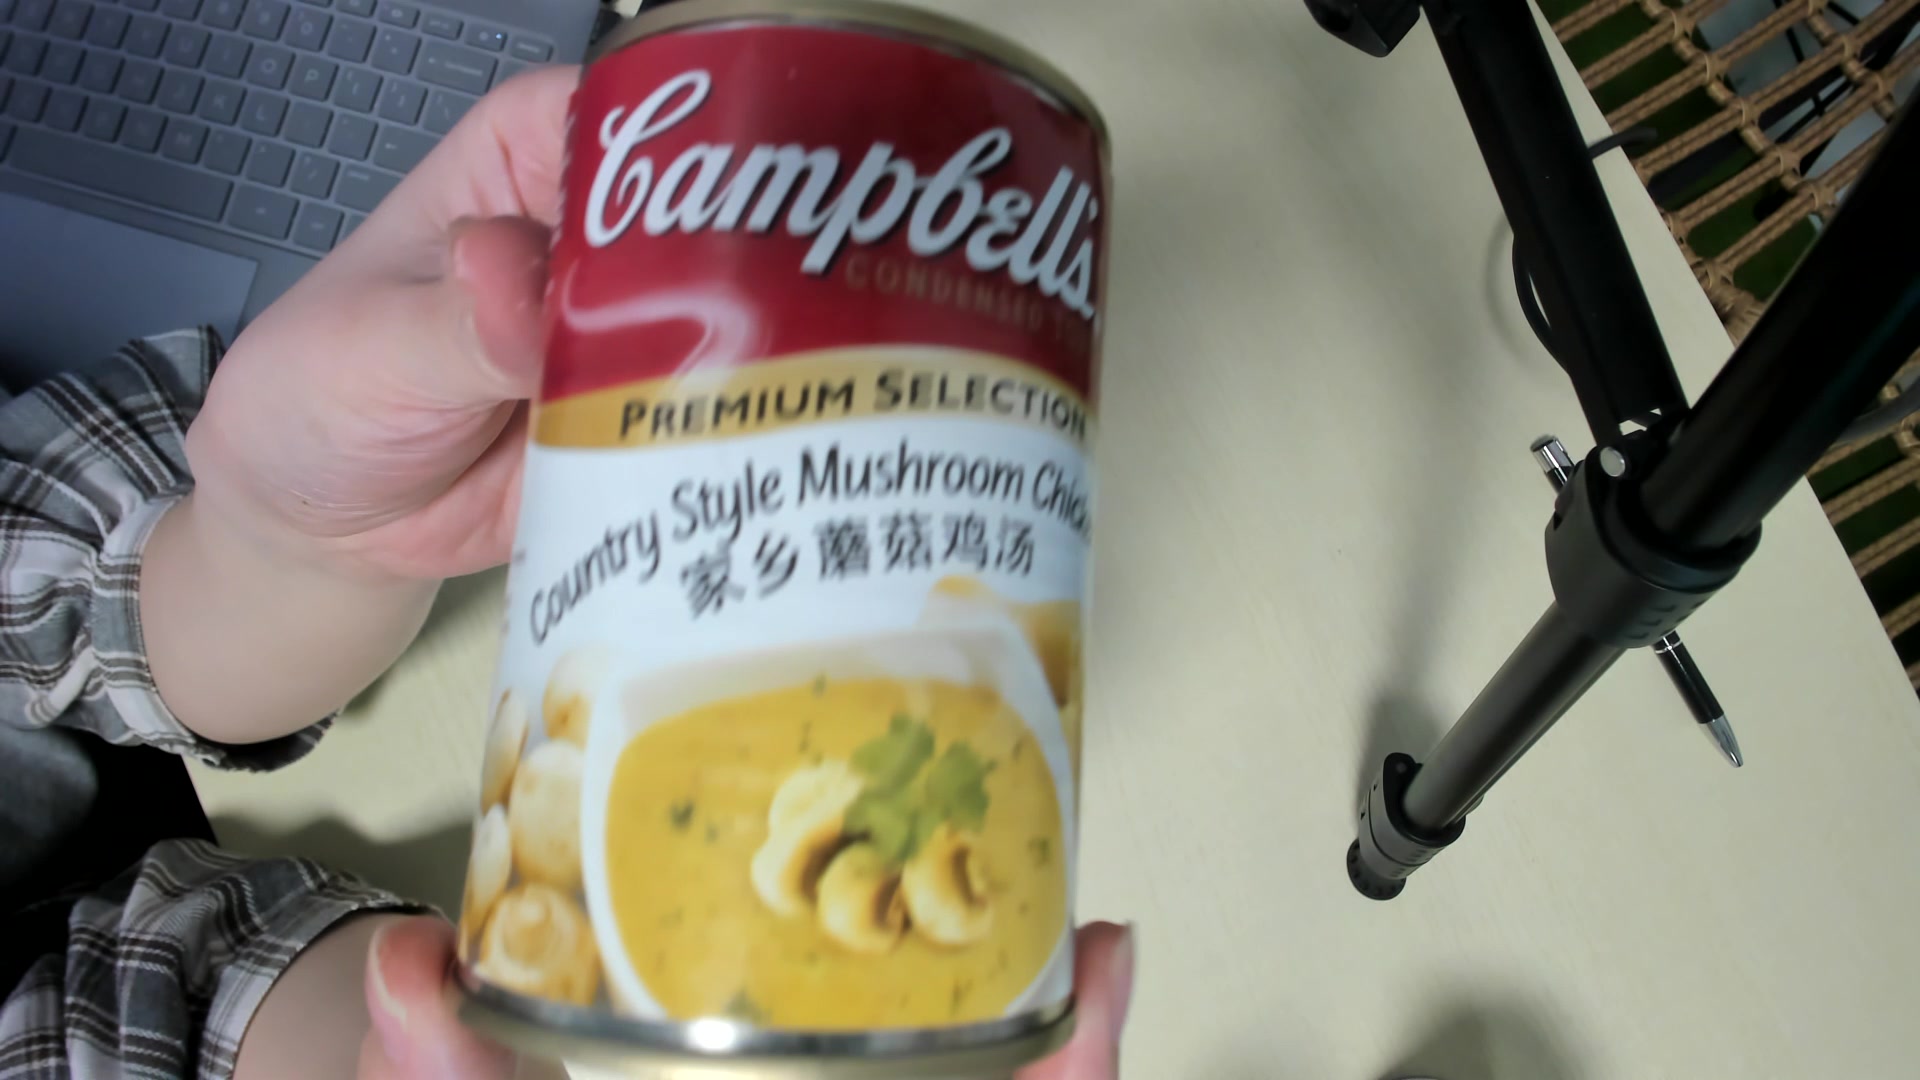 Campbell's
CONDENSED
PREMIUM SELECTION
Country Style Mushroom
家乡蘑菇鸡汤